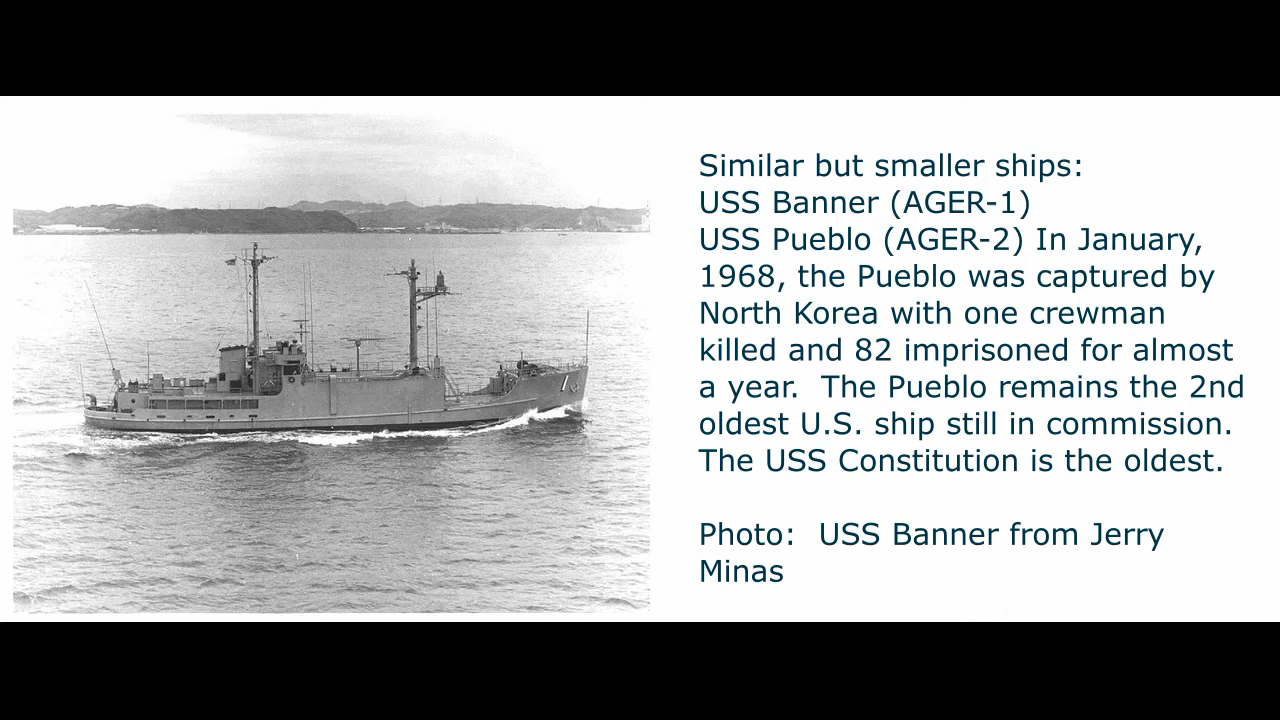 Similar but smaller ships:
USS Banner (AGER-1)
USS Pueblo (AGER-2) In January,
1968, the Pueblo was captured by
North Korea with one crewman
killed and 82 imprisoned for almost
a year.  The Pueblo remains the 2nd
oldest U.S. ship still in commission.
The USS Constitution is the oldest.
Photo:  USS Banner from Jerry
Minas
1